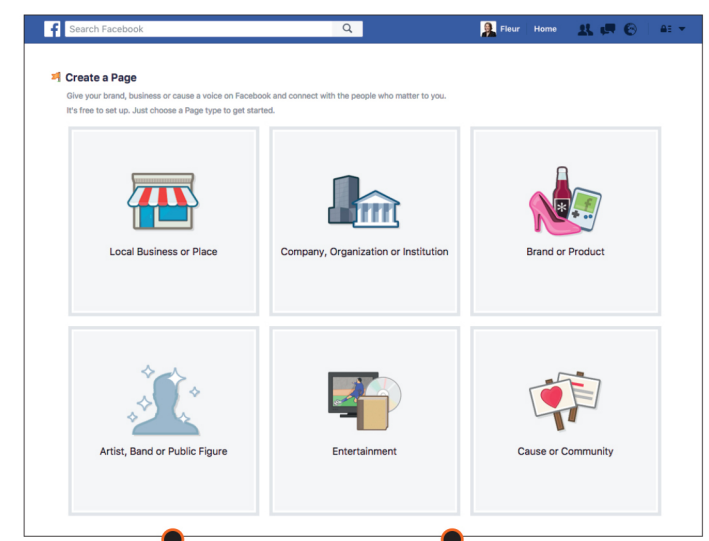 f
Search Facebook
Fleur Home
Create a Page
Give your brand, business or cause a voice on Facebook and connect with the people who matter to you.
It's free to set up. Just choose a Page type to get started.
Local Business or Place
Company, Organization or Institution
Brand or Product
Artist, Band or Public Figure
Entertainment
Cause or Community